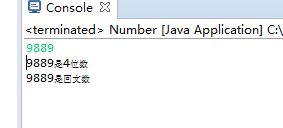 Console
<terminated> Number [Java Application] C:\
9889
9889是4位数
9889是回文数